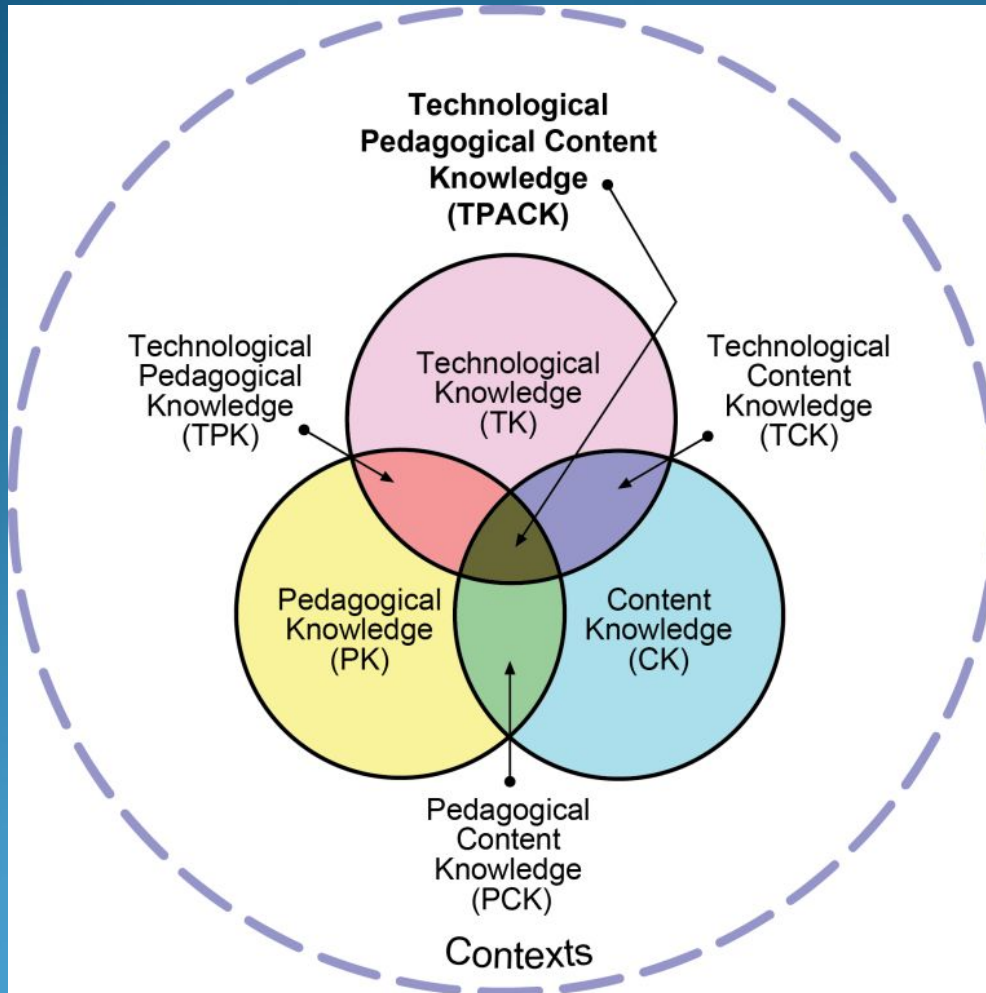 Technological
Pedagogical Content
Knowledge
(TPACK)
Technological
Pedagogical
Knowledge
(TPK)
Technological
Knowledge
(TK)
Technological
Content
Knowledge
(TCK)
Pedagogical
Knowledge
(PK)
Content
Knowledge
(CK)
Pedagogical
Content
Knowledge
(PCK)
Contexts